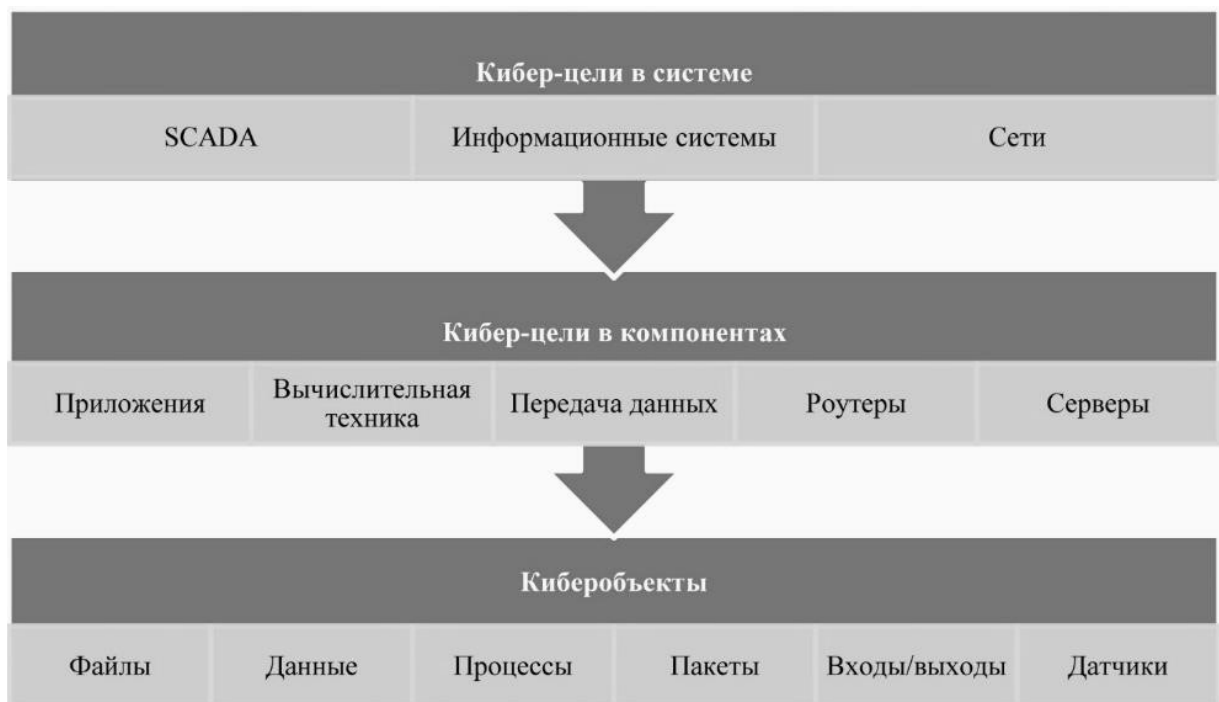 Кибер-цели в системе
SCADA
Информационные системы
Сети
Кибер-цели в компонентах
Приложения
Вычислительная
техника
Передача данных
Роутеры
Серверы
Киберобъекты
Файлы
Данные
Процессы
Пакеты
Входы/выходы
Датчики